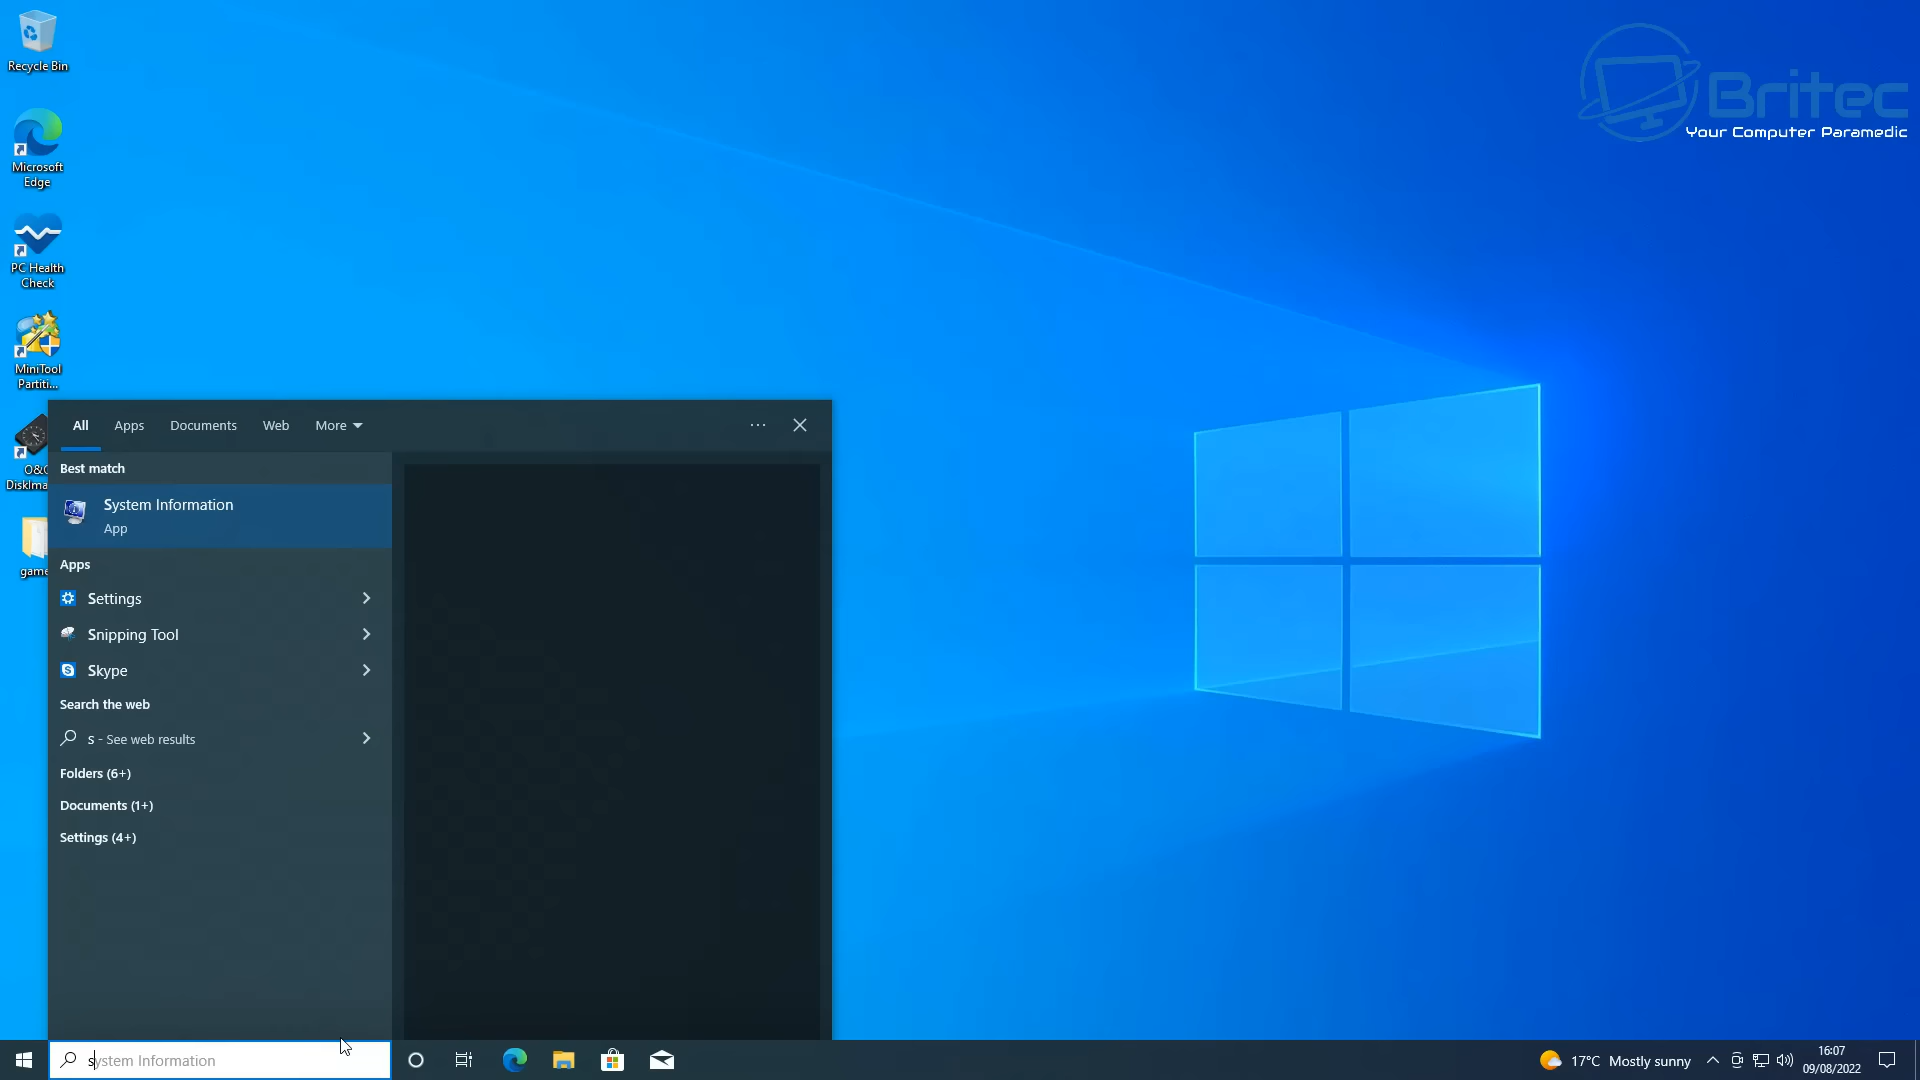 Recycle Bin
Microsoft
Edge
PC Health
Check
MiniTool
Partiti...
O&O
DiskIma
game
Britec
Your Computer Paramedic
All
Apps
Documents
Web
More
Best match
System Information
App
Apps
Settings
Snipping Tool
Skype
Search the web
s - See web results
Folders (6+)
Documents (1+)
Settings (4+)
system Information
17°C Mostly sunny
16:07
09/08/2022